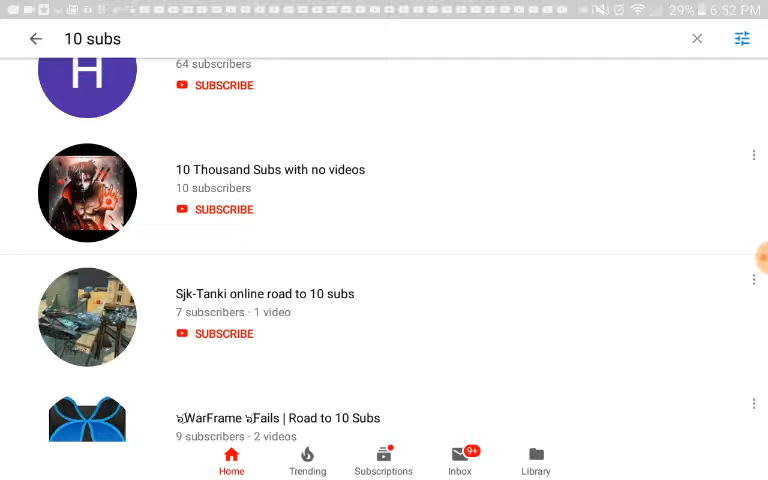 29% 6:52 PM
10 subs
H
64 subscribers
SUBSCRIBE
10 Thousand Subs with no videos
10 subscribers
SUBSCRIBE
Sjk-Tanki online road to 10 subs
7 subscribers · 1 video
SUBSCRIBE
WarFrame Fails | Road to 10 Subs
9 subscribers · 2 videos
9+
Home Trending Subscriptions Inbox Library